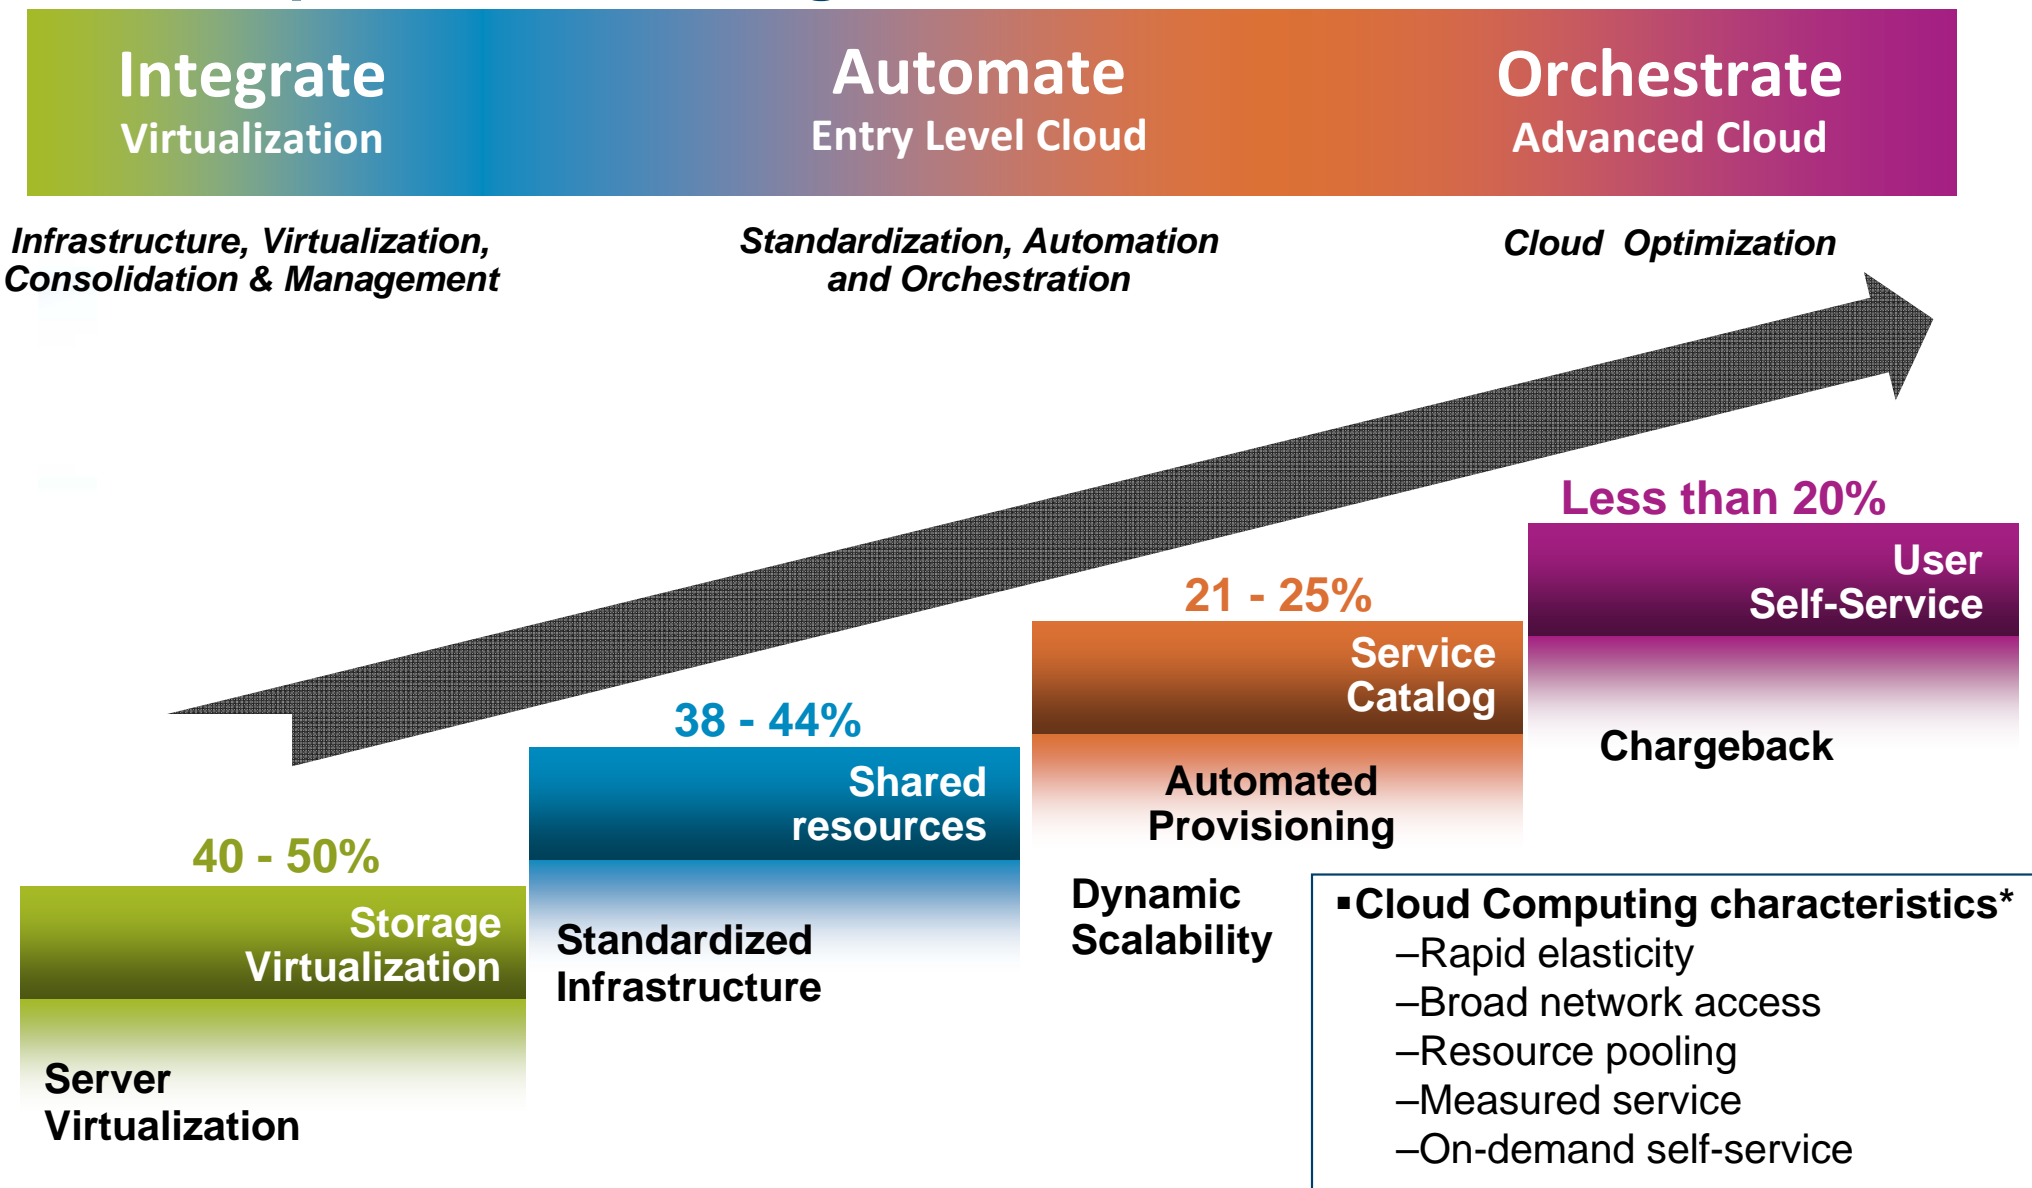 Integrate
Virtualization
Automate
Entry Level Cloud
Orchestrate
Advanced Cloud
Infrastructure, Virtualization,
Consolidation & Management
Standardization, Automation
and Orchestration
Cloud Optimization
Less than 20%
User
Self-Service
Chargeback
21 - 25%
Service
Catalog
Automated
Provisioning
Dynamic
Scalability
38 - 44%
Shared
resources
Standardized
Infrastructure
40 - 50%
Storage
Virtualization
Server
Virtualization
▪Cloud Computing characteristics*
–Rapid elasticity
–Broad network access
–Resource pooling
–Measured service
–On-demand self-service